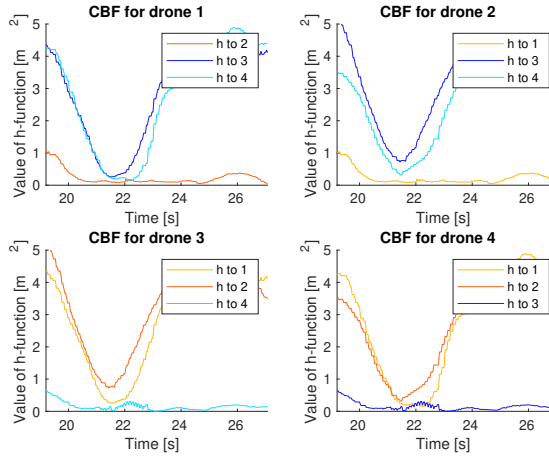 CBF for drone 1
Value of h-function [m²]
5
4
3
2
1
0
20 22 24 26
Time [s]
h to 2
h to 3
h to 4
CBF for drone 2
Value of h-function [m²]
5
4
3
2
1
0
20 22 24 26
Time [s]
h to 1
h to 3
h to 4
CBF for drone 3
Value of h-function [m²]
5
4
3
2
1
0
20 22 24 26
Time [s]
h to 1
h to 2
h to 4
CBF for drone 4
Value of h-function [m²]
5
4
3
2
1
0
20 22 24 26
Time [s]
h to 1
h to 2
h to 3